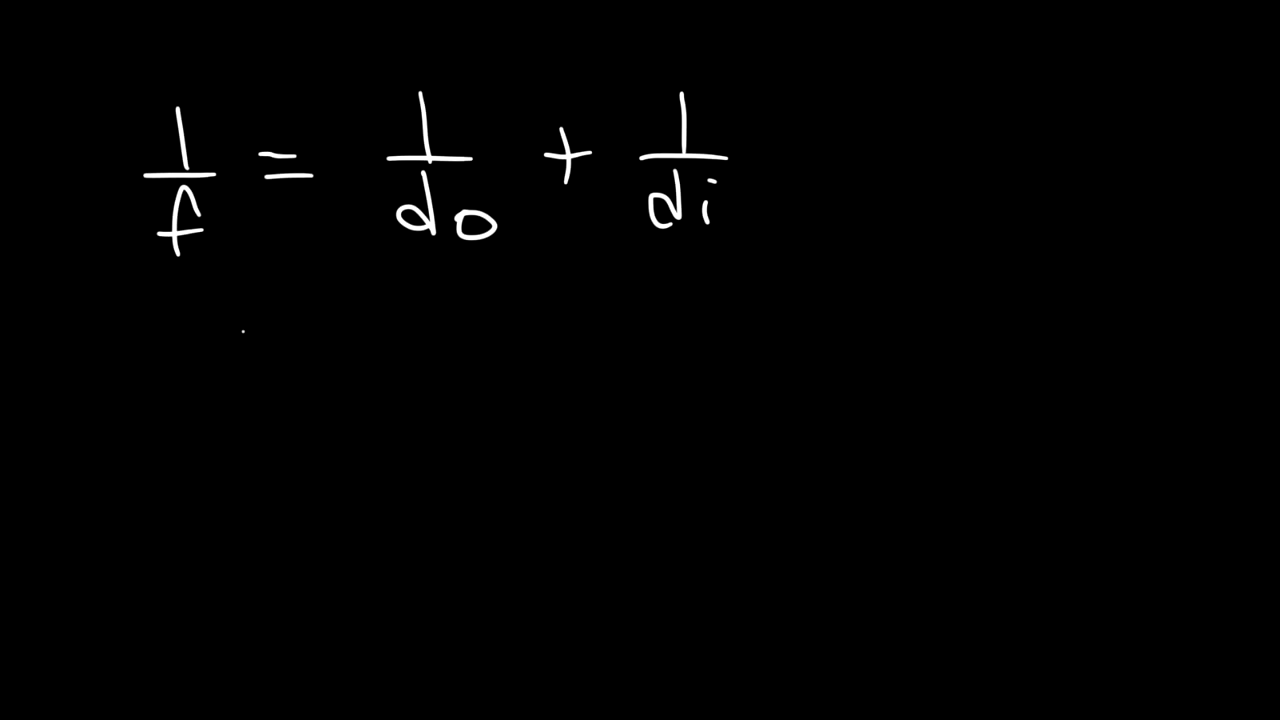 1/f = 1/do + 1/di